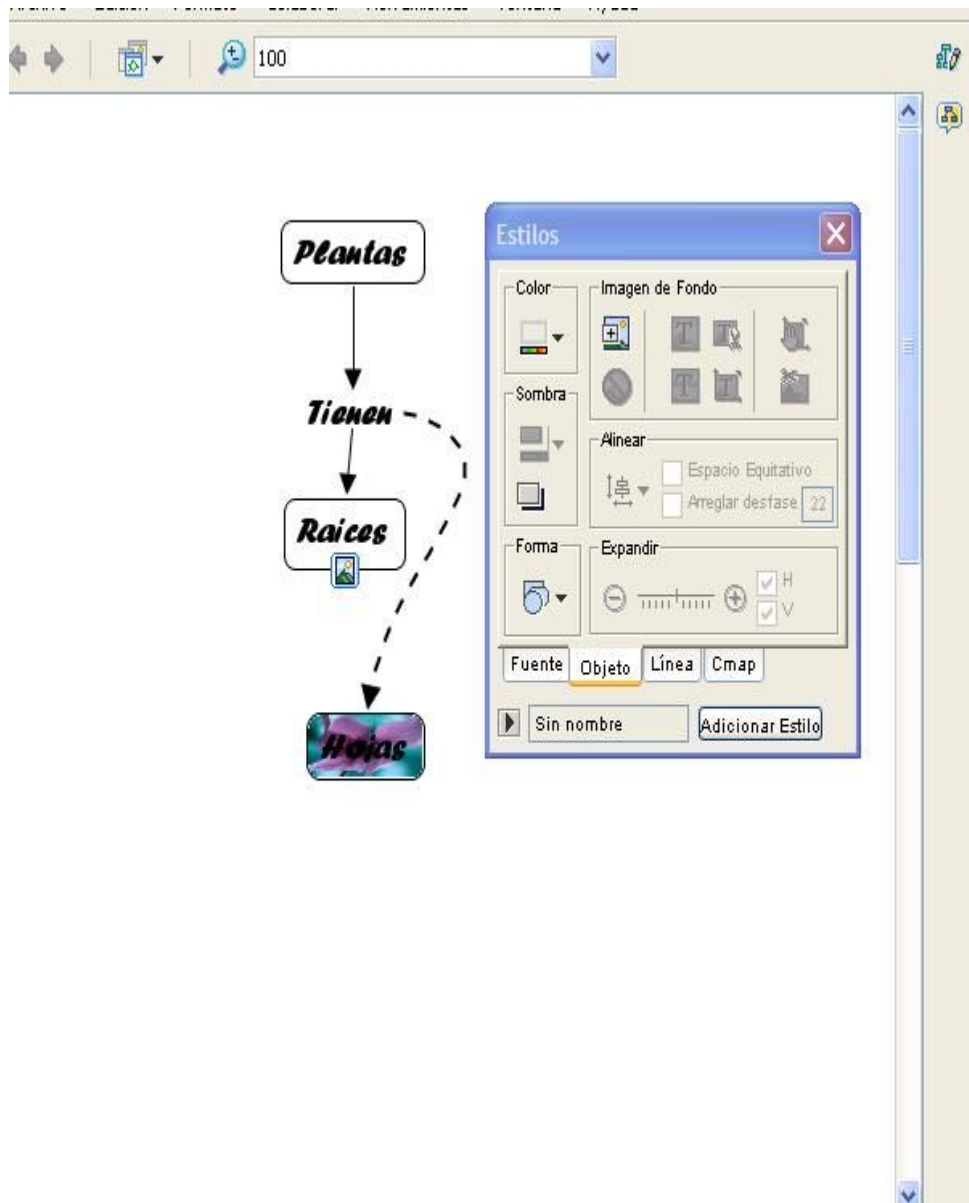 100
Plantas
Tienen
Raíces
Hojas
Estilos
Color
Imagen de Fondo
Sombra
Alinear
Espacio Equitativo
Arreglar desfase 22
Forma
Expandir
H
V
Fuente Objeto Línea Cmap
Sin nombre Adicionar Estilo